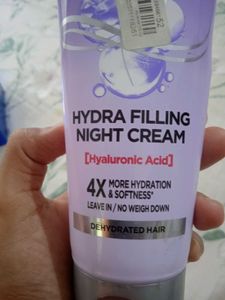 HYDRA FILLING
NIGHT CREAM
[Hyaluronic Acid]
4X MORE HYDRATION
& SOFTNESS*
LEAVE IN / NO WEIGH DOWN
DEHYDRATED HAIR